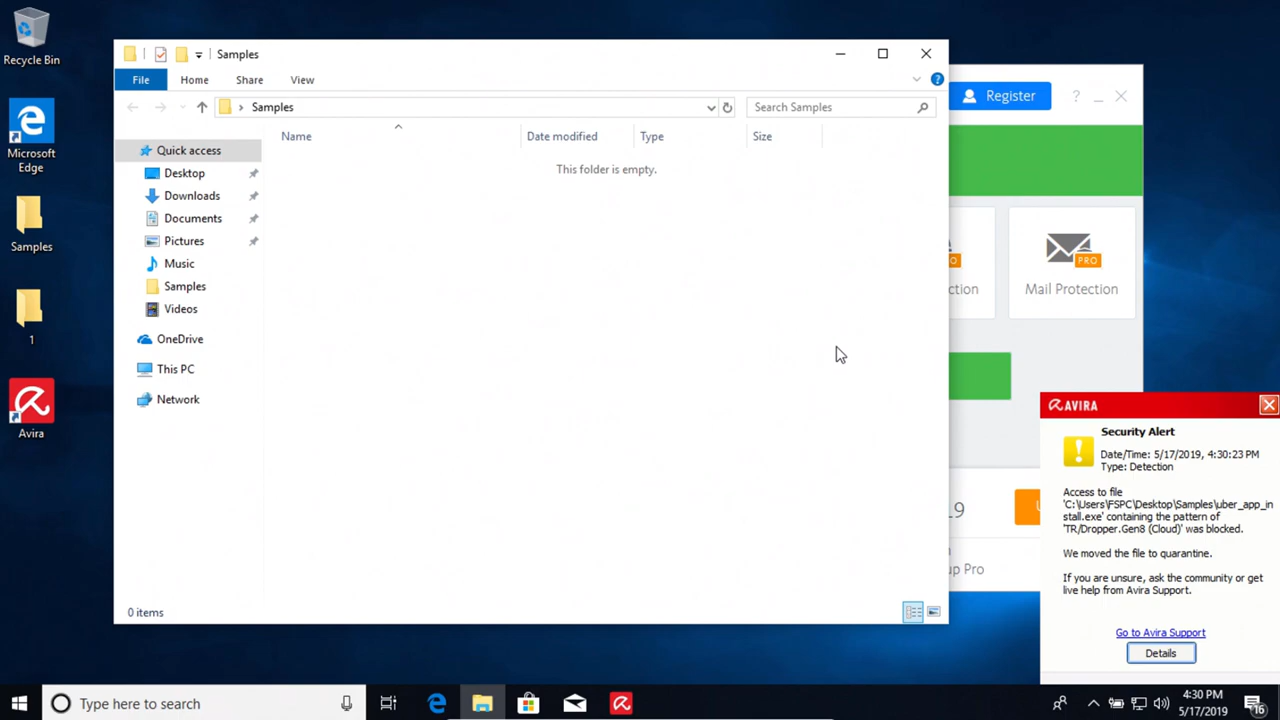 Recycle Bin
Microsoft
Edge
Samples
1
Avira
Samples
File Home Share View
Samples
Search Samples
Name Date modified Type Size
This folder is empty.
Quick access
Desktop
Downloads
Documents
Pictures
Music
Samples
Videos
OneDrive
This PC
Network
0 items
Register
?
PRO
ction
Mail Protection
19
up Pro
AVIRA
Security Alert
Date/Time: 5/17/2019, 4:30:23 PM
Type: Detection
Access to file
'C:\Users\FSPC\Desktop\Samples\uber_app_in
stall.exe' containing the pattern of
'TR/Dropper.Gen8 (Cloud)' was blocked.
We moved the file to quarantine.
If you are unsure, ask the community or get
live help from Avira Support.
Go to Avira Support
Details
Type here to search
4:30 PM
5/17/2019
16